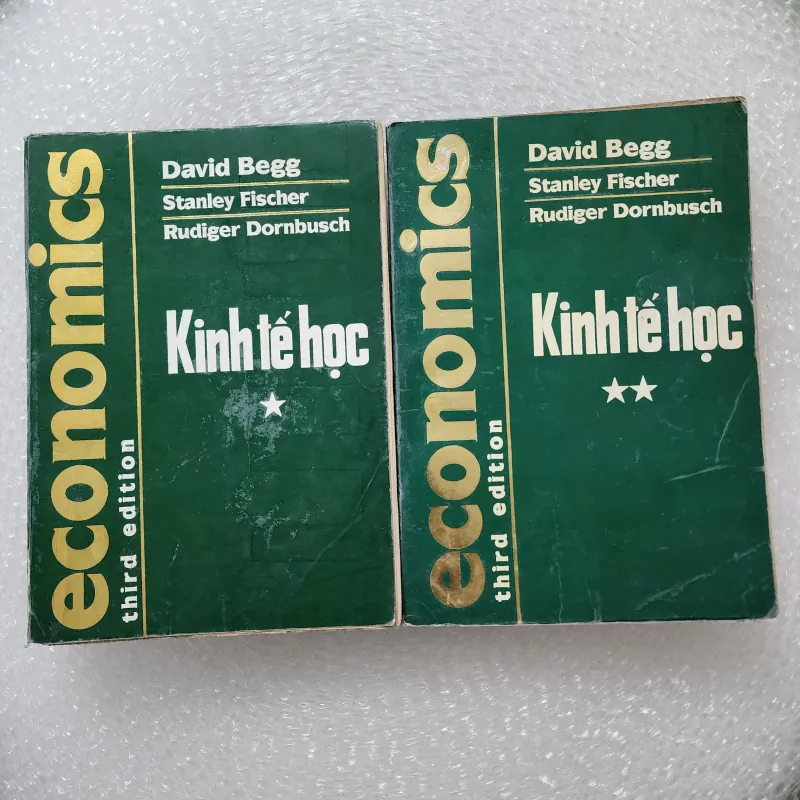 economics
third edition
David Begg
Stanley Fischer
Rudiger Dornbusch
Kinh tế học
economics
third edition
David Begg
Stanley Fischer
Rudiger Dornbusch
Kinh tế học